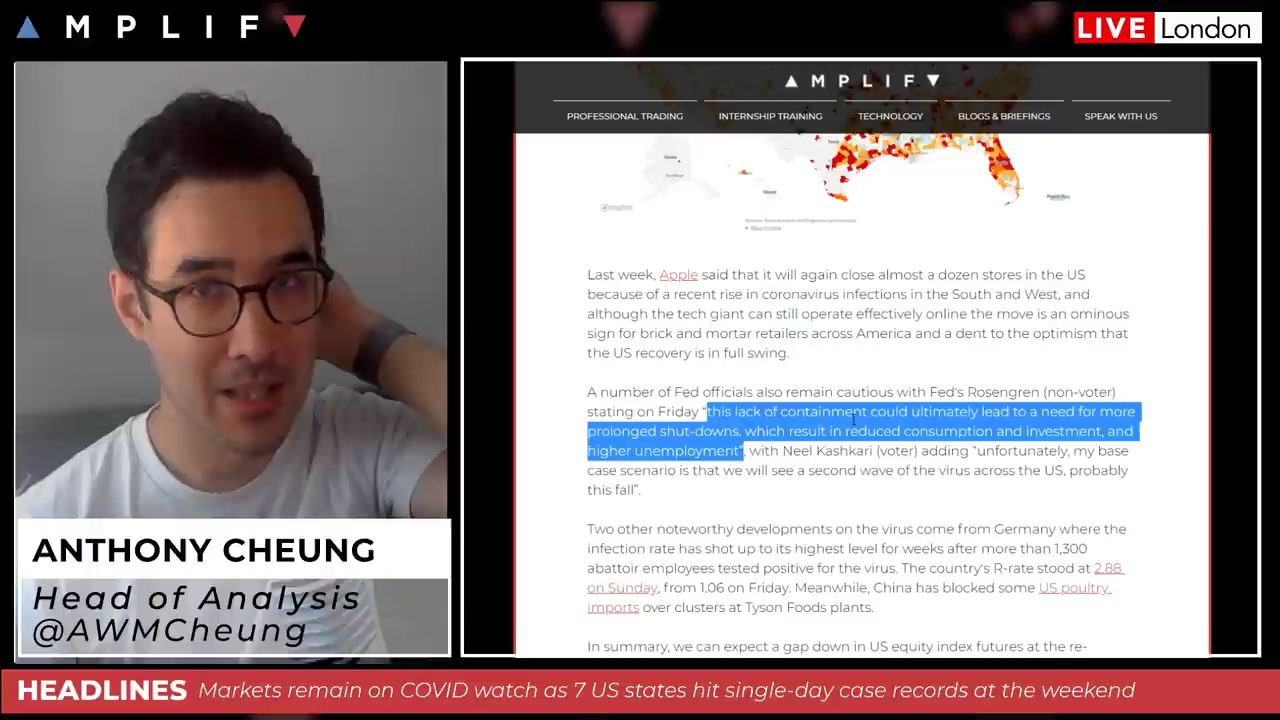 AMPLIFY
LIVE London
AMPLIFY
PROFESSIONAL TRADING
INTERNSHIP TRAINING
TECHNOLOGY
BLOGS & BRIEFINGS
SPEAK WITH US
Texas
Alaska
Hawaii
Puerto Rico
mapbox
Last week, Apple said that it will again close almost a dozen stores in the US
because of a recent rise in coronavirus infections in the South and West, and
although the tech giant can still operate effectively online the move is an ominous
sign for brick and mortar retailers across America and a dent to the optimism that
the US recovery is in full swing.
A number of Fed officials also remain cautious with Fed's Rosengren (non-voter)
stating on Friday “this lack of containment could ultimately lead to a need for more
prolonged shut-downs, which result in reduced consumption and investment, and
higher unemployment”, with Neel Kashkari (voter) adding “unfortunately, my base
case scenario is that we will see a second wave of the virus across the US, probably
this fall”.
Two other noteworthy developments on the virus come from Germany where the
infection rate has shot up to its highest level for weeks after more than 1,300
abattoir employees tested positive for the virus. The country's R-rate stood at 2.88
on Sunday, from 1.06 on Friday. Meanwhile, China has blocked some US poultry
imports over clusters at Tyson Foods plants.
In summary, we can expect a gap down in US equity index futures at the re-
ANTHONY CHEUNG
Head of Analysis
@AWMCheung
HEADLINES Markets remain on COVID watch as 7 US states hit single-day case records at the weekend